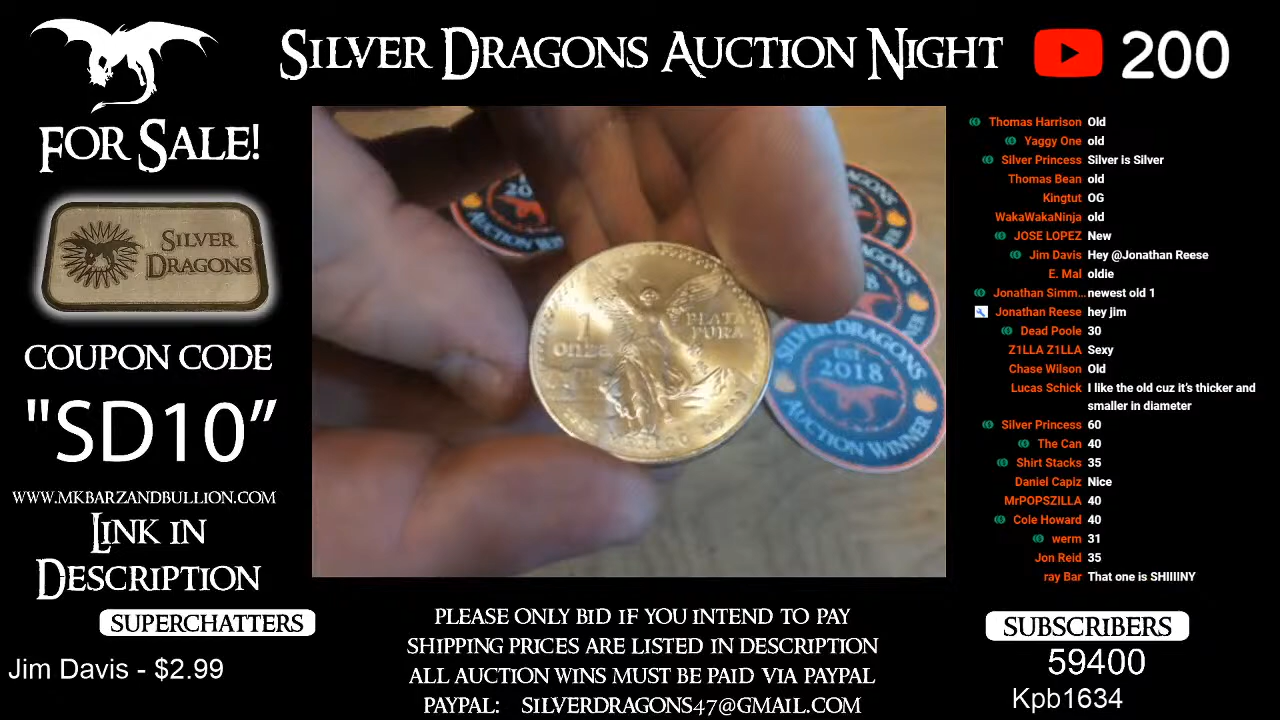 Silver Dragons Auction Night
200
For Sale!
Silver
Dragons
Coupon Code
"SD10”
www.mkbarzandbullion.com
Link in
Description
Superchatters
Jim Davis - $2.99
1
onza
PLATA
PURA
SILVER DRAGONS
2018
AUCTION WINNER
Thomas Harrison Old
Yaggy One old
Silver Princess Silver is Silver
Thomas Bean old
Kingtut OG
WakaWakaNinja old
JOSE LOPEZ New
Jim Davis Hey @Jonathan Reese
E. Mal oldie
Jonathan Simm... newest old 1
Jonathan Reese hey jim
Dead Poole 30
Z1LLA Z1LLA Sexy
Chase Wilson Old
Lucas Schick I like the old cuz it’s thicker and
smaller in diameter
Silver Princess 60
The Can 40
Shirt Stacks 35
Daniel Capiz Nice
MrPOPSZILLA 40
Cole Howard 40
werm 31
Jon Reid 35
ray Bar That one is SHIIIINY
Please only bid if you intend to pay
Shipping prices are listed in description
All auction wins must be paid via PayPal
PayPal: silverdragons47@gmail.com
Subscribers
59400
Kpb1634